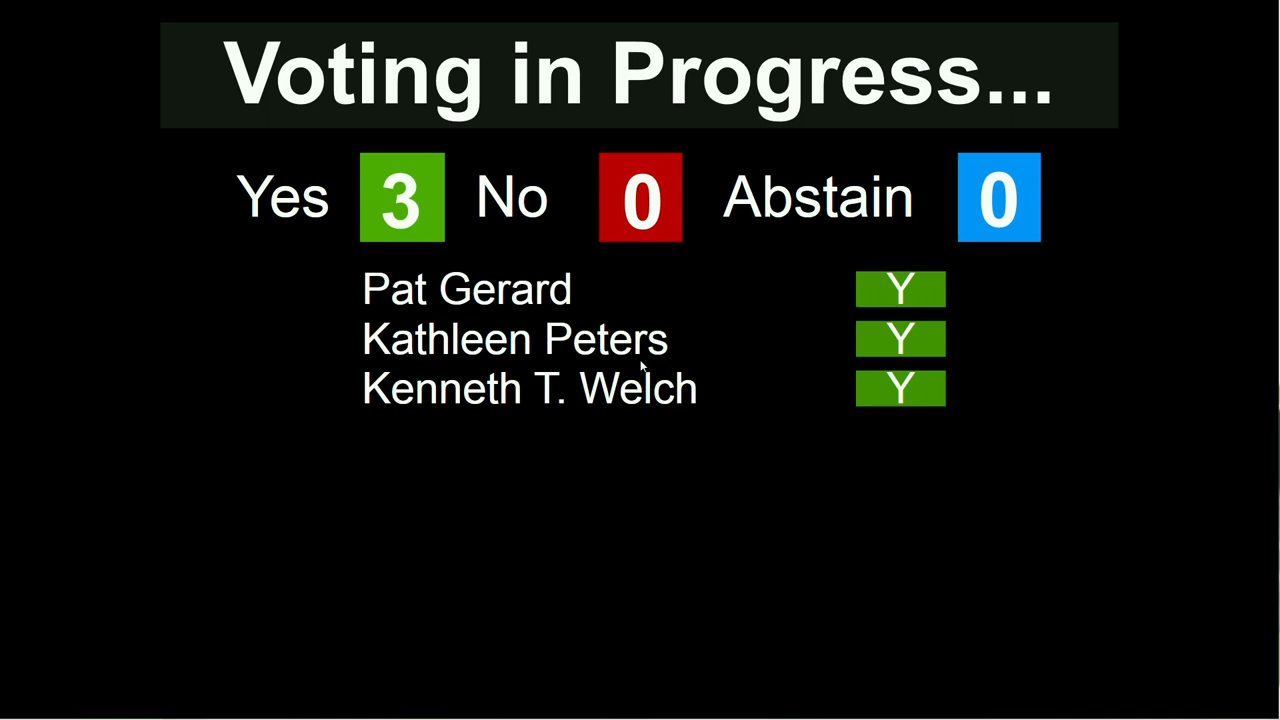 Voting in Progress...
Yes 3 No 0 Abstain 0
Pat Gerard Y
Kathleen Peters Y
Kenneth T. Welch Y